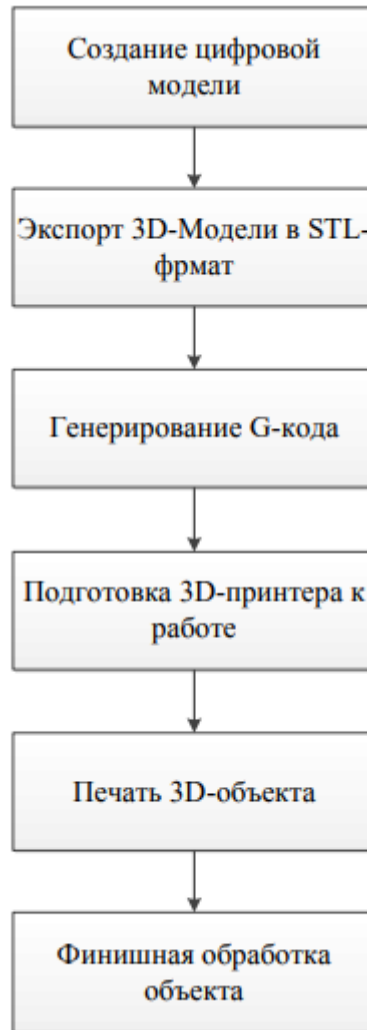 Создание цифровой
модели
Экспорт 3D-Модели в STL-
фрмат
Генерирование G-кода
Подготовка 3D-принтера к
работе
Печать 3D-объекта
Финишная обработка
объекта